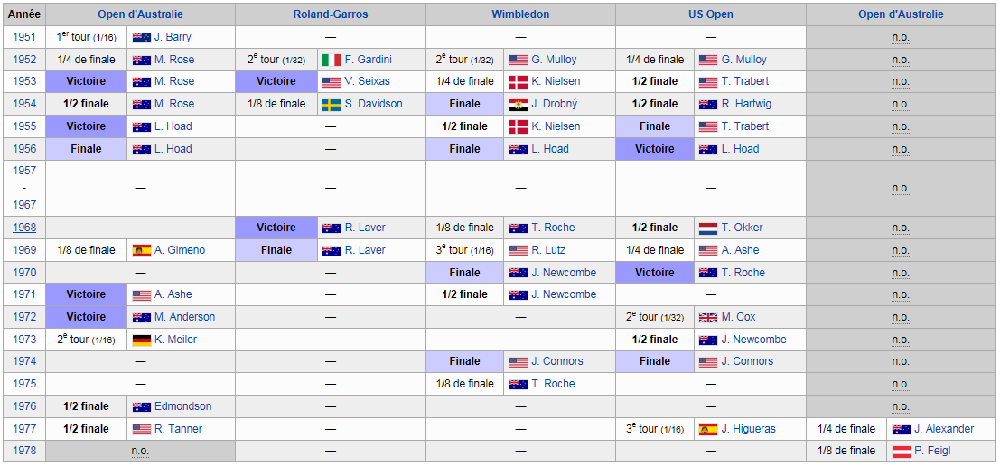 Année Open d'Australie Roland-Garros Wimbledon US Open Open d'Australie
1951 1er tour (1/16) J. Barry — — — n.o.
1952 1/4 de finale M. Rose 2e tour (1/32) F. Gardini 2e tour (1/32) G. Mulloy 1/4 de finale G. Mulloy n.o.
1953 Victoire M. Rose Victoire V. Seixas 1/4 de finale K. Nielsen 1/2 finale T. Trabert n.o.
1954 1/2 finale M. Rose 1/8 de finale S. Davidson Finale J. Drobný 1/2 finale R. Hartwig n.o.
1955 Victoire L. Hoad — 1/2 finale K. Nielsen Finale T. Trabert n.o.
1956 Finale L. Hoad — Finale L. Hoad Victoire L. Hoad n.o.
1957
- — — — — n.o.
1967
1968 — Victoire R. Laver 1/8 de finale T. Roche 1/2 finale T. Okker n.o.
1969 1/8 de finale A. Gimeno Finale R. Laver 3e tour (1/16) R. Lutz 1/4 de finale A. Ashe n.o.
1970 — — Finale J. Newcombe Victoire T. Roche n.o.
1971 Victoire A. Ashe — 1/2 finale J. Newcombe — n.o.
1972 Victoire M. Anderson — — 2e tour (1/32) M. Cox n.o.
1973 2e tour (1/16) K. Meiler — — 1/2 finale J. Newcombe n.o.
1974 — — Finale J. Connors Finale J. Connors n.o.
1975 — — 1/8 de finale T. Roche — n.o.
1976 1/2 finale Edmondson — — — n.o.
1977 1/2 finale R. Tanner — — 3e tour (1/16) J. Higueras 1/4 de finale J. Alexander
1978 n.o. — — — 1/8 de finale P. Feigl